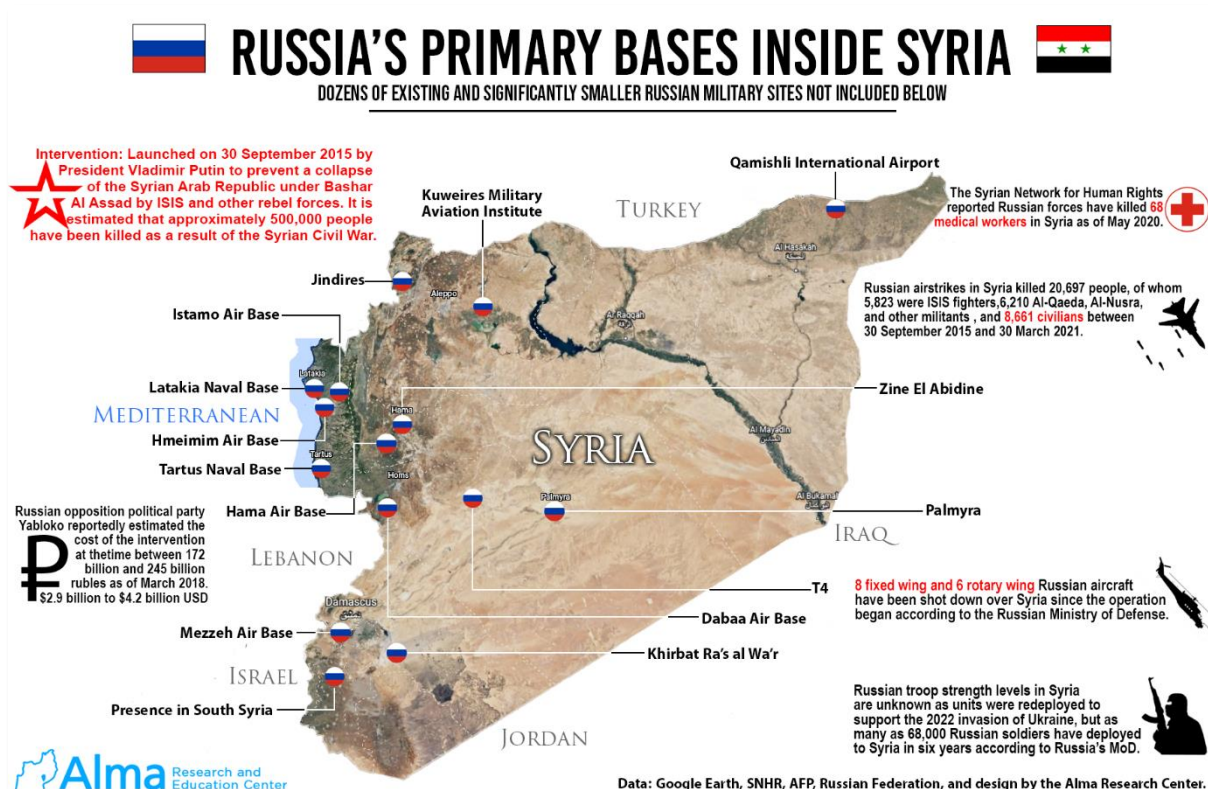 RUSSIA'S PRIMARY BASES INSIDE SYRIA
DOZENS OF EXISTING AND SIGNIFICANTLY SMALLER RUSSIAN MILITARY SITES NOT INCLUDED BELOW
Intervention: Launched on 30 September 2015 by
President Vladimir Putin to prevent a collapse
of the Syrian Arab Republic under Bashar
Al Assad by ISIS and other rebel forces. It is
estimated that approximately 500,000 people
have been killed as a result of the Syrian Civil War.
Kuweires Military
Aviation Institute
TURKEY
Qamishli International Airport
The Syrian Network for Human Rights
reported Russian forces have killed 68
medical workers in Syria as of May 2020.
Al Hasakah
الحسكة
Jindires
Aleppo
Istamo Air Base
Ar Raqqah
الرقة
Russian airstrikes in Syria killed 20,697 people, of whom
5,823 were ISIS fighters,6,210 Al-Qaeda, Al-Nusra,
and other militants , and 8,661 civilians between
30 September 2015 and 30 March 2021.
Latakia
Latakia Naval Base
MEDITERRANEAN
Hmeimim Air Base
Tartus
Tartus Naval Base
Hama
Zine El Abidine
SYRIA
Al Mayadin
الميادين
Homs
Hama Air Base
Palmyra
Al Bukamal
البوكمال
Palmyra
IRAQ
Russian opposition political party
Yabloko reportedly estimated the
cost of the intervention
at thetime between 172
billion and 245 billion
rubles as of March 2018.
$2.9 billion to $4.2 billion USD
LEBANON
T4
Dabaa Air Base
8 fixed wing and 6 rotary wing Russian aircraft
have been shot down over Syria since the operation
began according to the Russian Ministry of Defense.
Damascus
دمشق
Mezzeh Air Base
Khirbat Ra's al Wa'r
ISRAEL
Presence in South Syria
JORDAN
Russian troop strength levels in Syria
are unknown as units were redeployed to
support the 2022 invasion of Ukraine, but as
many as 68,000 Russian soldiers have deployed
to Syria in six years according to Russia's MoD.
Alma Research and
Education Center
Data: Google Earth, SNHR, AFP, Russian Federation, and design by the Alma Research Center.